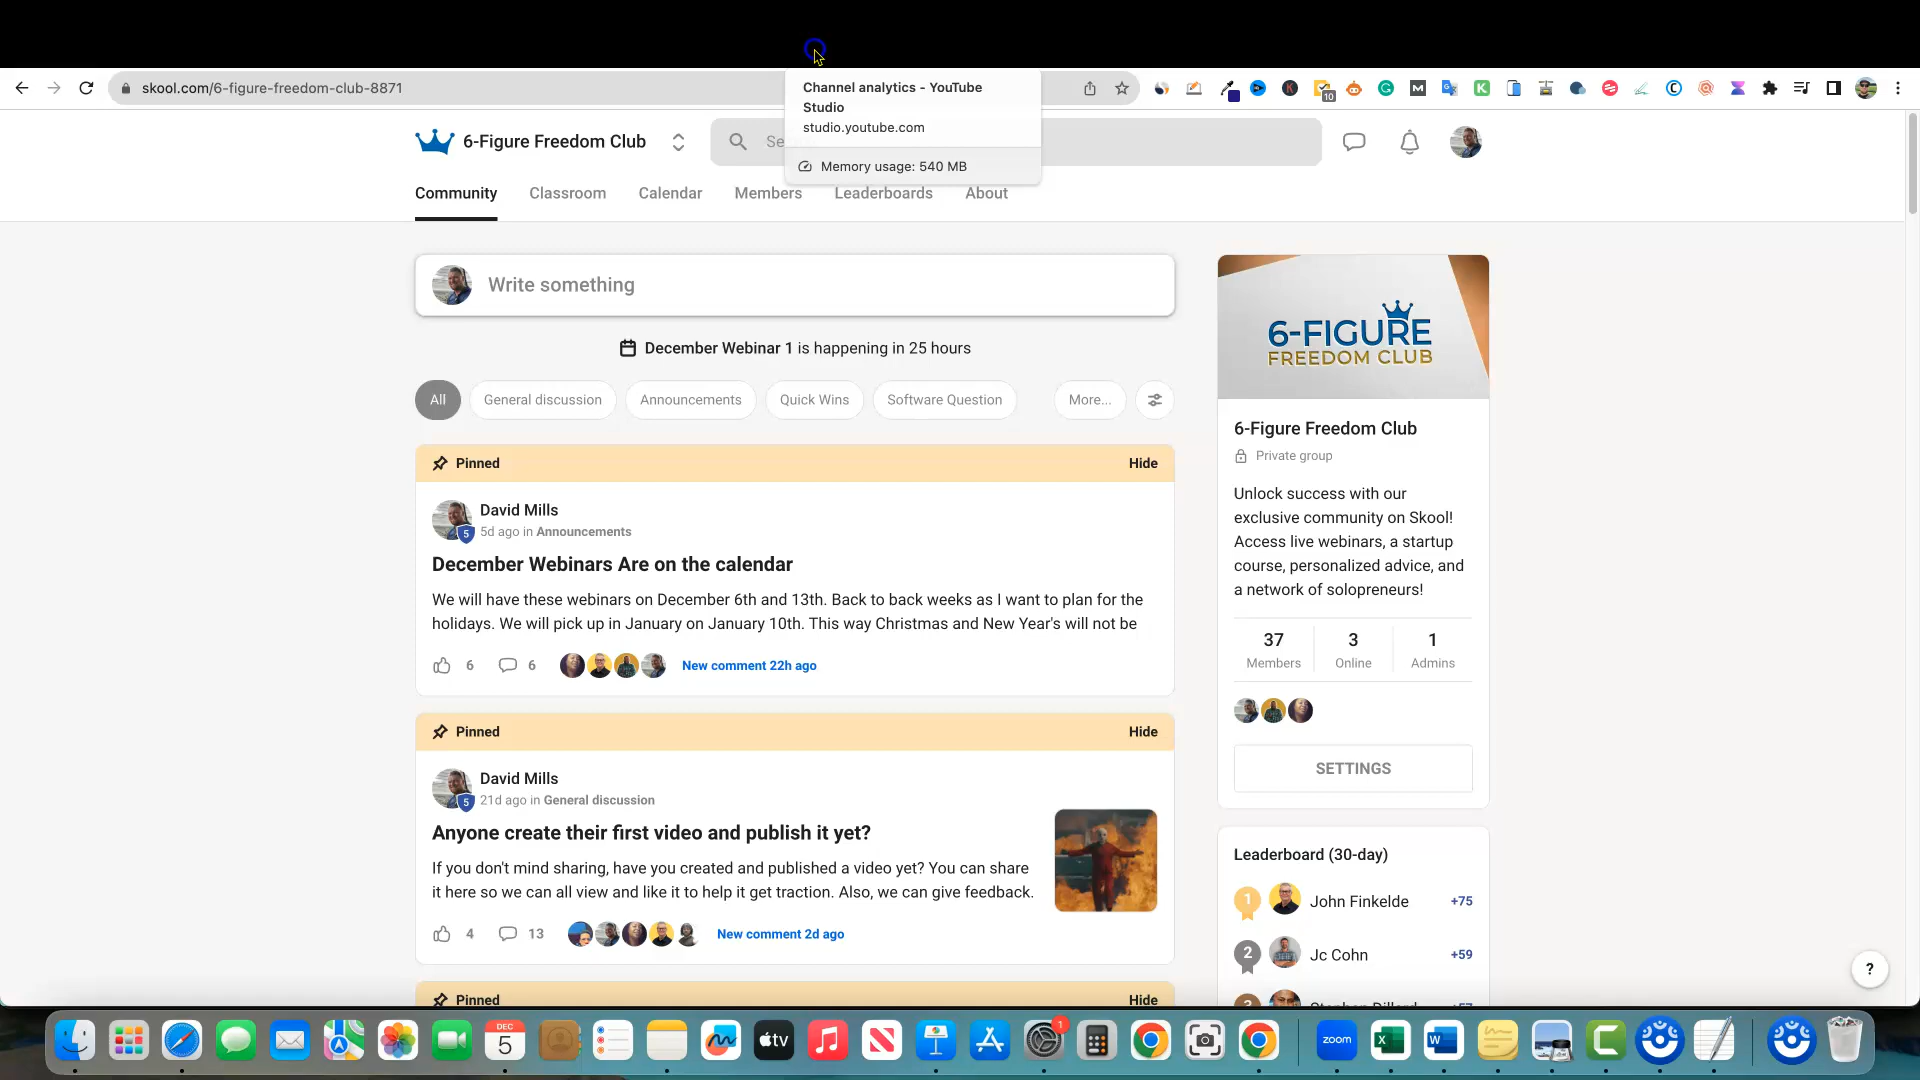 skool.com/6-figure-freedom-club-8871
Channel analytics - YouTube
Studio
studio.youtube.com
Memory usage: 540 MB
10
6-Figure Freedom Club
Community
Classroom
Calendar
Members
Leaderboards
About
Write something
December Webinar 1 is happening in 25 hours
All
General discussion
Announcements
Quick Wins
Software Question
More...
Pinned
Hide
David Mills
5
5d ago in Announcements
December Webinars Are on the calendar
We will have these webinars on December 6th and 13th. Back to back weeks as I want to plan for the
holidays. We will pick up in January on January 10th. This way Christmas and New Year's will not be
6
6
New comment 22h ago
Pinned
Hide
David Mills
5
21d ago in General discussion
Anyone create their first video and publish it yet?
If you don't mind sharing, have you created and published a video yet? You can share
it here so we can all view and like it to help it get traction. Also, we can give feedback.
4
13
New comment 2d ago
Pinned
Hide
6-FIGURE
FREEDOM CLUB
6-Figure Freedom Club
Private group
Unlock success with our
exclusive community on Skool!
Access live webinars, a startup
course, personalized advice, and
a network of solopreneurs!
37
Members
3
Online
1
Admins
SETTINGS
Leaderboard (30-day)
1
John Finkelde
+75
2
Jc Cohn
+59
?
DEC
5
tv
1
zoom
X
W